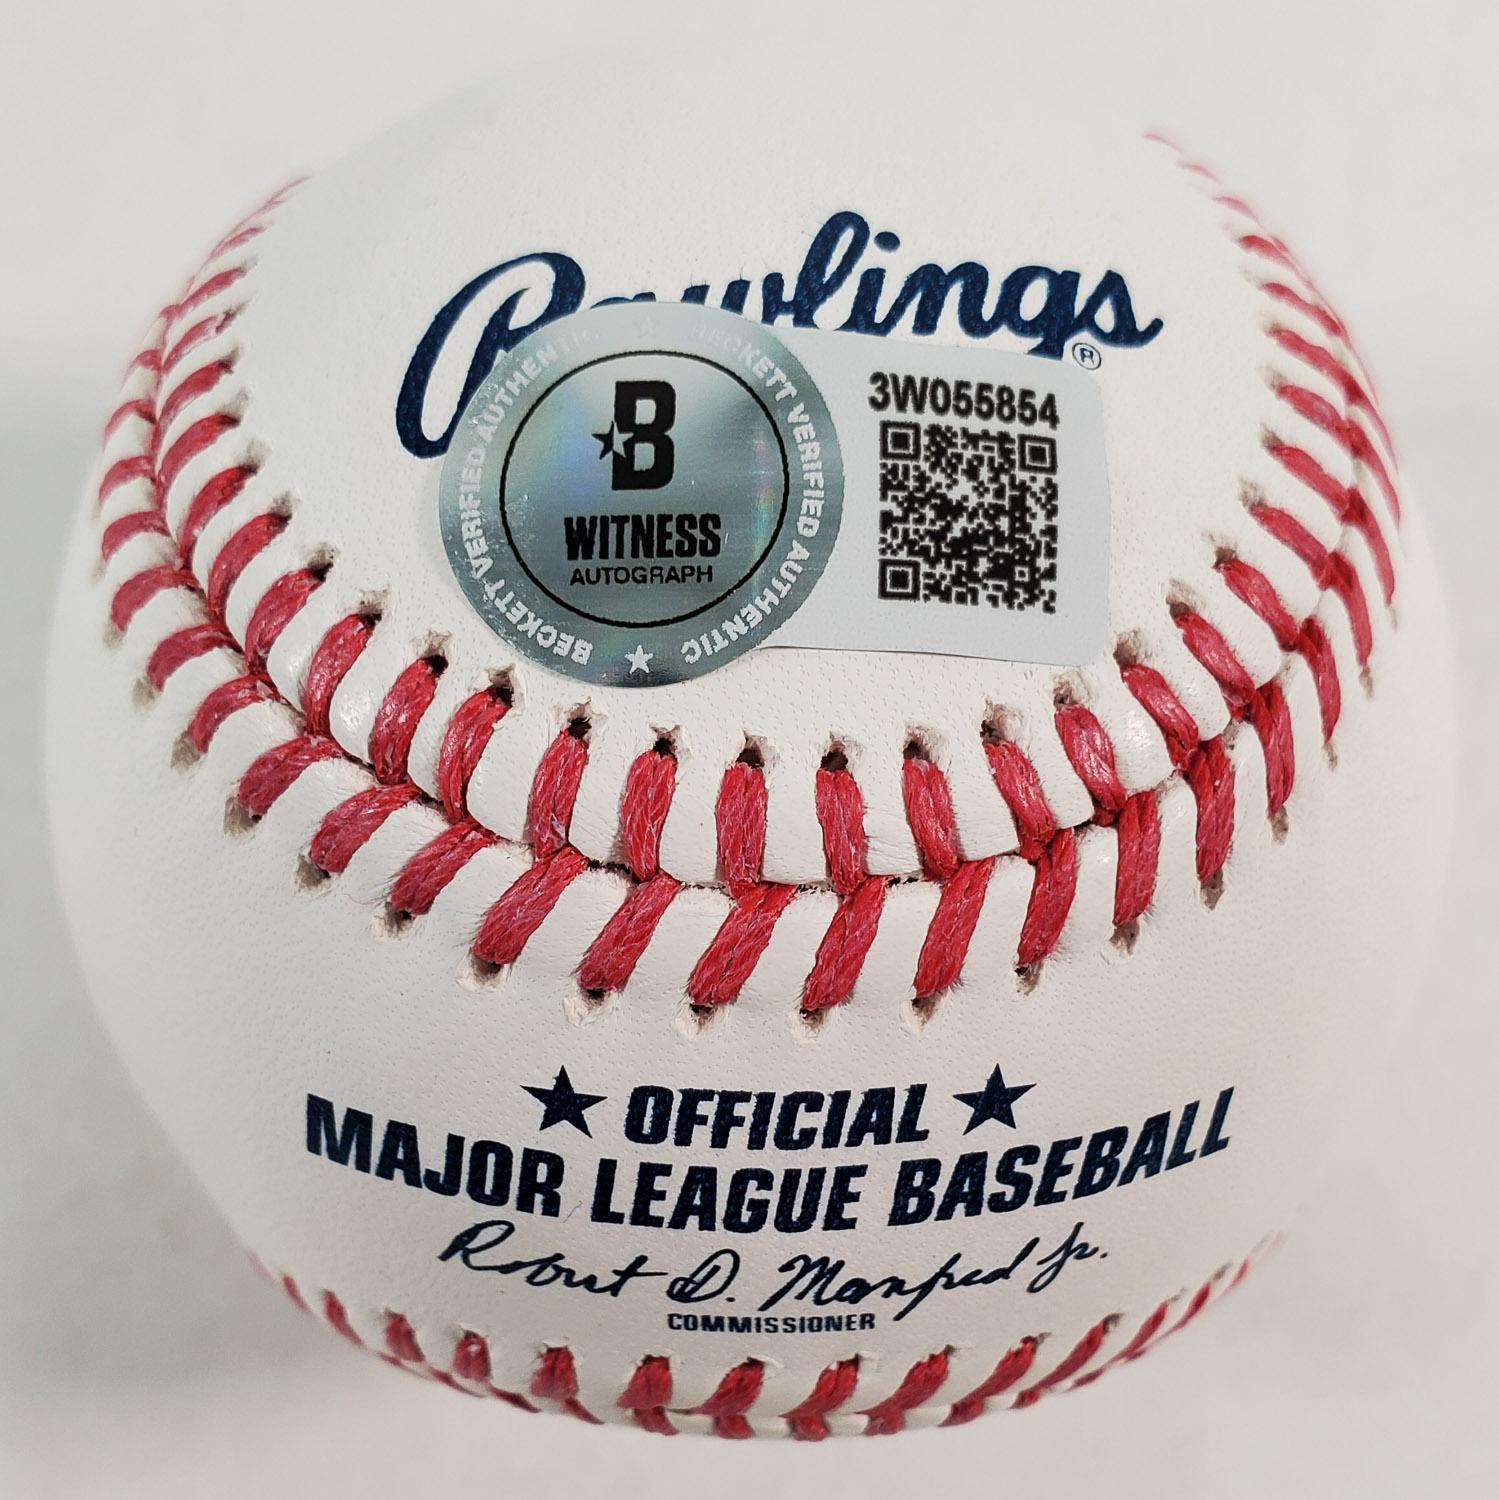 Rawlings
®
3W055854
BECKETT VERIFIED AUTHENTIC ★ BECKETT VERIFIED AUTHENTIC ★
B
WITNESS
AUTOGRAPH
★ OFFICIAL ★
MAJOR LEAGUE BASEBALL
Robert D. Manfred Jr.
COMMISSIONER